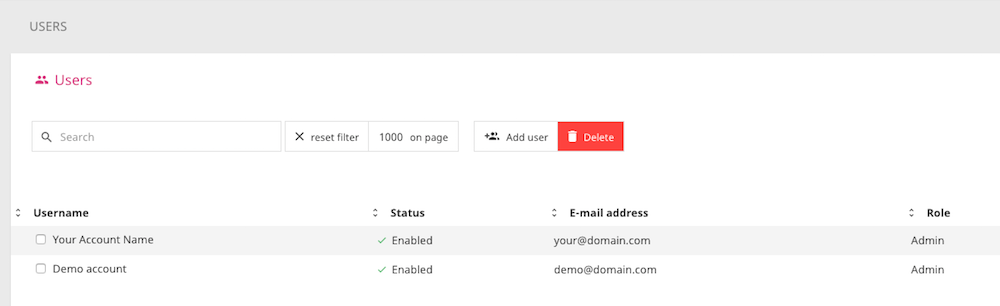 USERS
Users
Search reset filter 1000 on page Add user Delete
Username Status E-mail address Role
Your Account Name Enabled your@domain.com Admin
Demo account Enabled demo@domain.com Admin